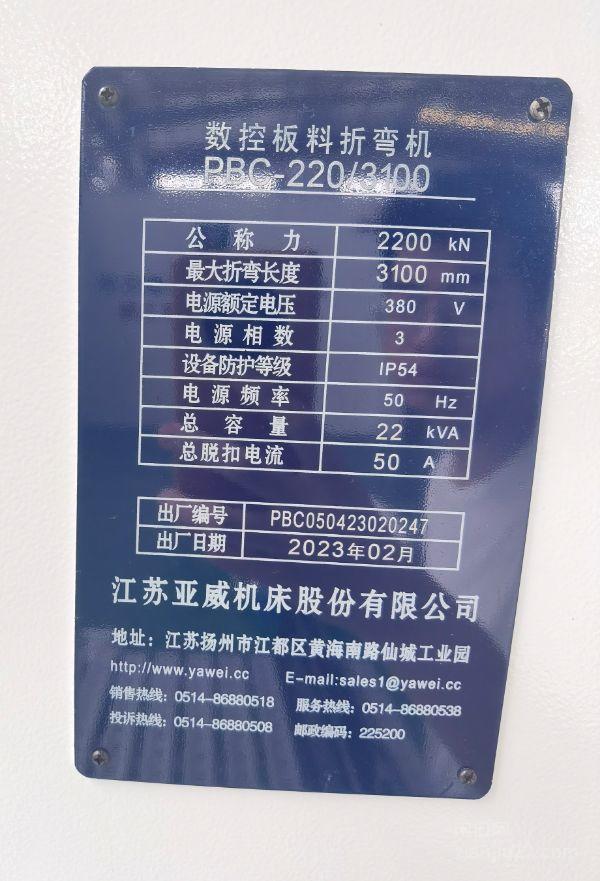 数控板料折弯机
PBC-220/3100
公称力 2200 kN
最大折弯长度 3100 mm
电源额定电压 380 V
电源相数 3
设备防护等级 IP54
电源频率 50 Hz
总容量 22 kVA
总脱扣电流 50 A
出厂编号 PBC050423020247
出厂日期 2023年02月
江苏亚威机床股份有限公司
地址：江苏扬州市江都区黄海南路仙城工业园
http://www.yawei.cc E-mail:sales1@yawei.cc
销售热线：0514-86880518 服务热线：0514-86880538
投诉热线：0514-86880508 邮政编码：225200